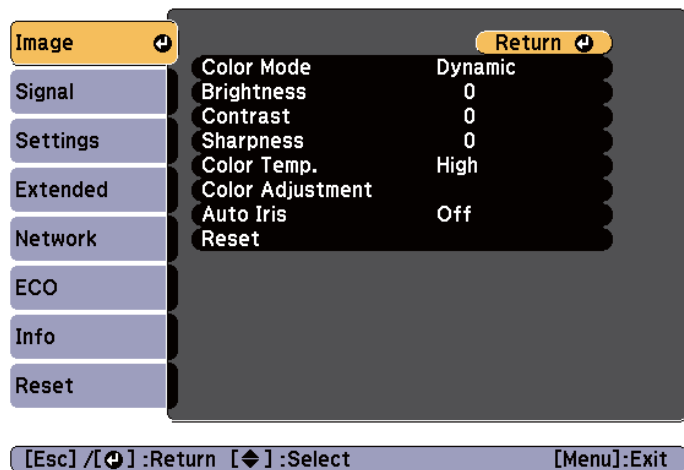 Image
Signal
Settings
Extended
Network
ECO
Info
Reset
Return
Color Mode Dynamic
Brightness 0
Contrast 0
Sharpness 0
Color Temp. High
Color Adjustment
Auto Iris Off
Reset
[Esc] /[⏎] :Return [◆] :Select [Menu]:Exit